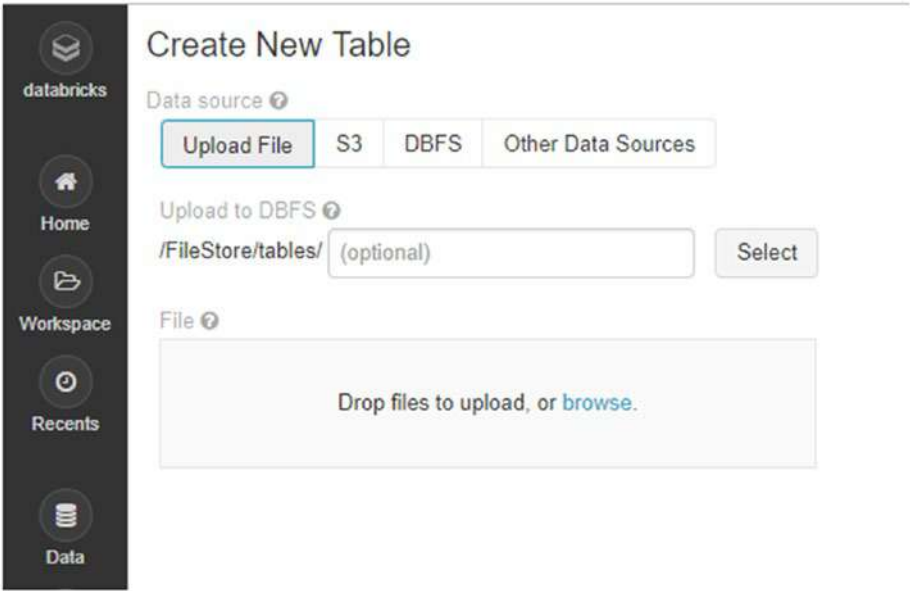 databricks
Home
Workspace
Recents
Data
Create New Table
Data source
Upload File S3 DBFS Other Data Sources
Upload to DBFS
/FileStore/tables/ (optional) Select
File
Drop files to upload, or browse.